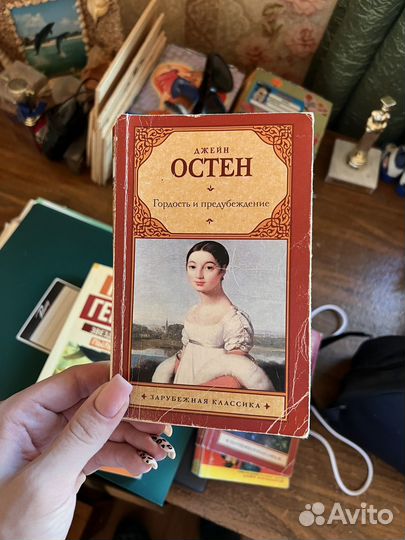 ДЖЕЙН
ОСТЕН
Гордость и предубеждение
ЗАРУБЕЖНАЯ КЛАССИКА
Avito